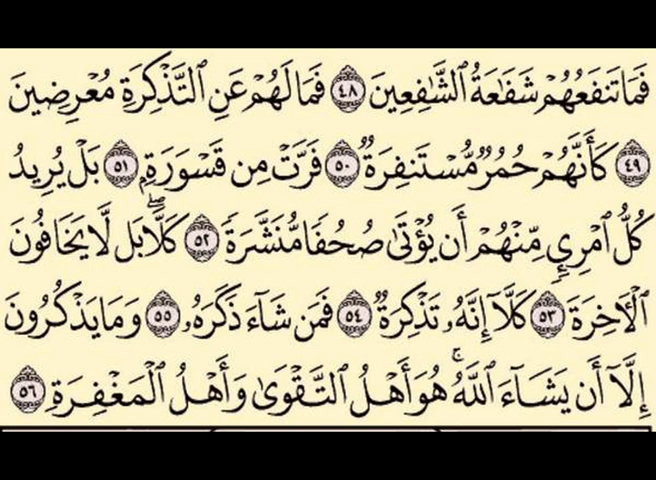 فَمَا تَنفَعُهُمْ شَفَٰعَةُ ٱلشَّٰفِعِينَ ٤٨ فَمَا لَهُمْ عَنِ ٱلتَّذْكِرَةِ مُعْرِضِينَ
٤٩ كَأَنَّهُمْ حُمُرٌ مُّسْتَنفِرَةٌ ٥٠ فَرَّتْ مِن قَسْوَرَةٍۭ ٥١ بَلْ يُرِيدُ
كُلُّ ٱمْرِئٍ مِّنْهُمْ أَن يُؤْتَىٰ صُحُفًا مُّنَشَّرَةً ٥٢ كَلَّاۖ بَل لَّا يَخَافُونَ
ٱلْءَاخِرَةَ ٥٣ كَلَّآ إِنَّهُۥ تَذْكِرَةٌ ٥٤ فَمَن شَآءَ ذَكَرَهُۥ ٥٥ وَمَا يَذْكُرُونَ
إِلَّآ أَن يَشَآءَ ٱللَّهُۚ هُوَ أَهْلُ ٱلتَّقْوَىٰ وَأَهْلُ ٱلْمَغْفِرَةِ ٥٦